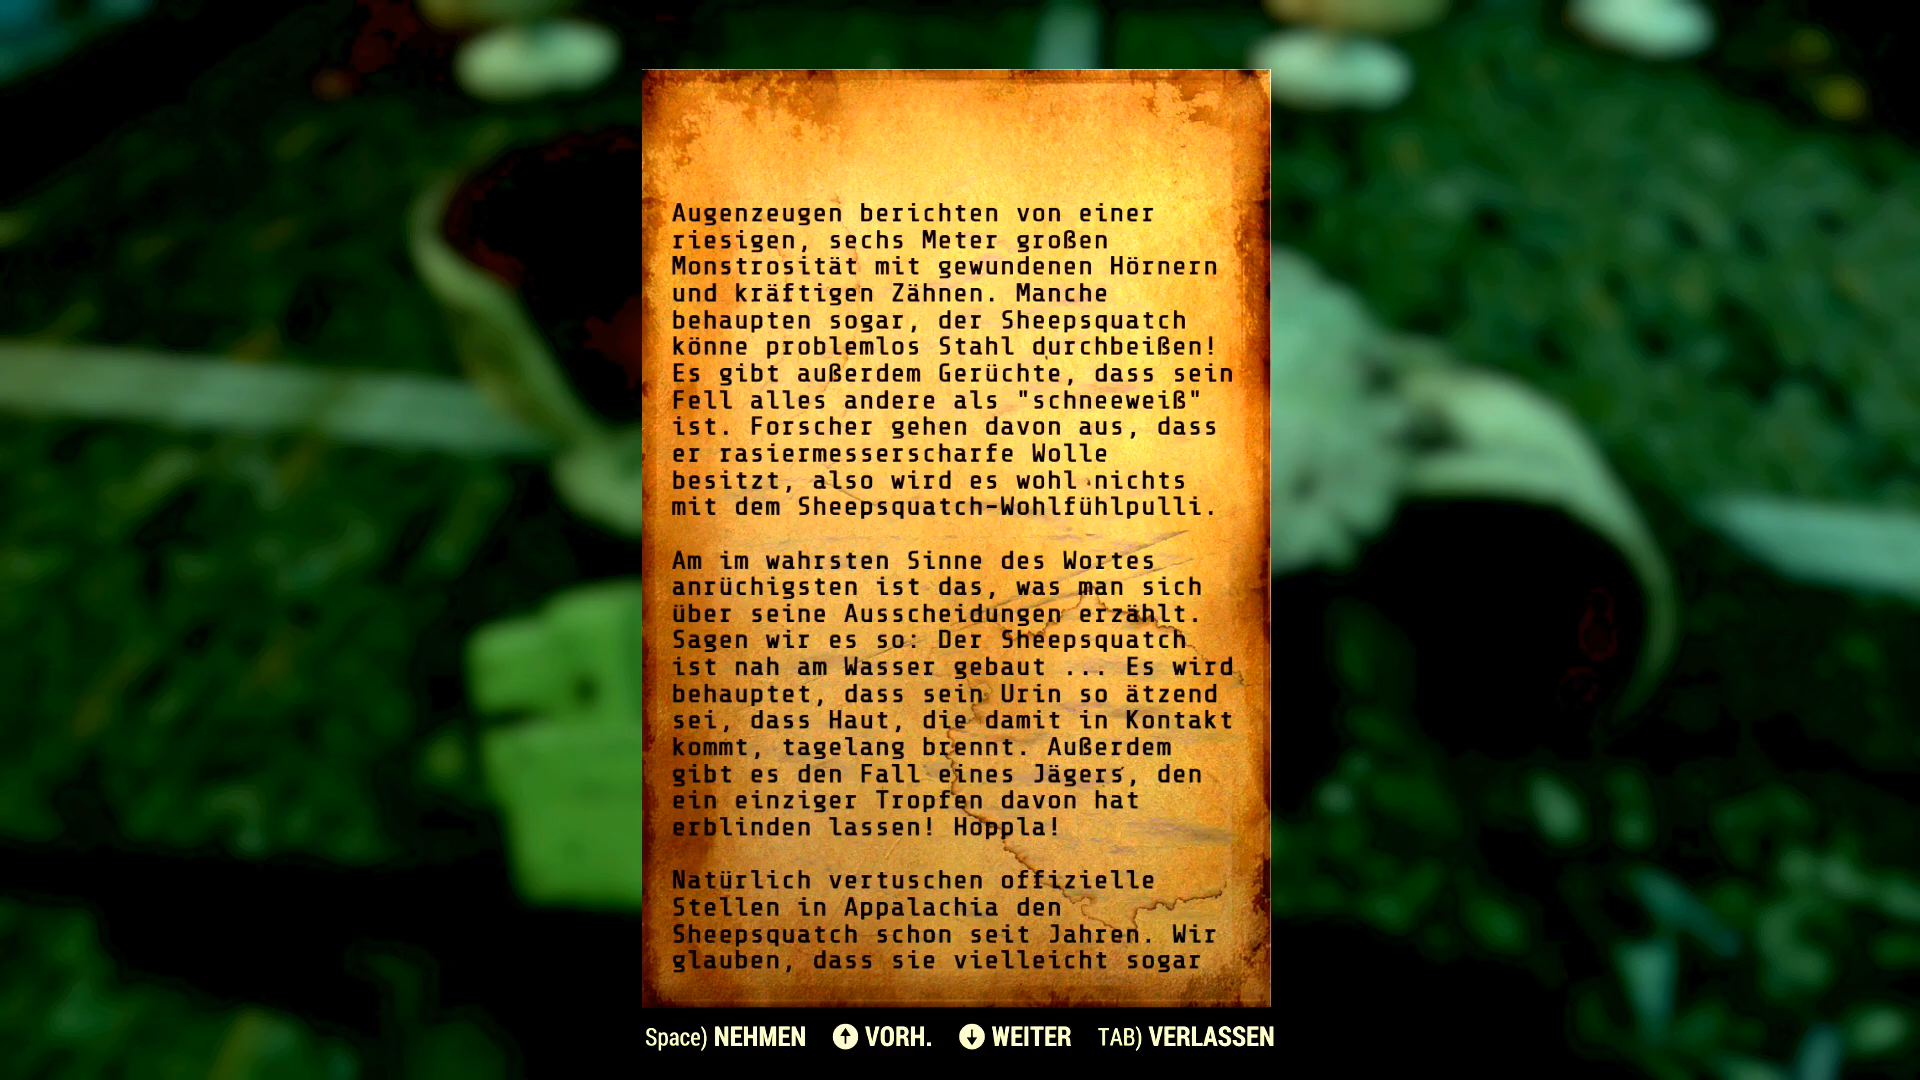 Augenzeugen berichten von einer
riesigen, sechs Meter großen
Monstrosität mit gewundenen Hörnern
und kräftigen Zähnen. Manche
behaupten sogar, der Sheepsquatch
könne problemlos Stahl durchbeißen!
Es gibt außerdem Gerüchte, dass sein
Fell alles andere als "schneeweiß"
ist. Forscher gehen davon aus, dass
er rasiermesserscharfe Wolle
besitzt, also wird es wohl nichts
mit dem Sheepsquatch-Wohlfühlpulli.
Am im wahrsten Sinne des Wortes
anrüchigsten ist das, was man sich
über seine Ausscheidungen erzählt.
Sagen wir es so: Der Sheepsquatch
ist nah am Wasser gebaut ... Es wird
behauptet, dass sein Urin so ätzend
sei, dass Haut, die damit in Kontakt
kommt, tagelang brennt. Außerdem
gibt es den Fall eines Jägers, den
ein einziger Tropfen davon hat
erblinden lassen! Hoppla!
Natürlich vertuschen offizielle
Stellen in Appalachia den
Sheepsquatch schon seit Jahren. Wir
glauben, dass sie vielleicht sogar
Space) NEHMEN VORH. WEITER TAB) VERLASSEN